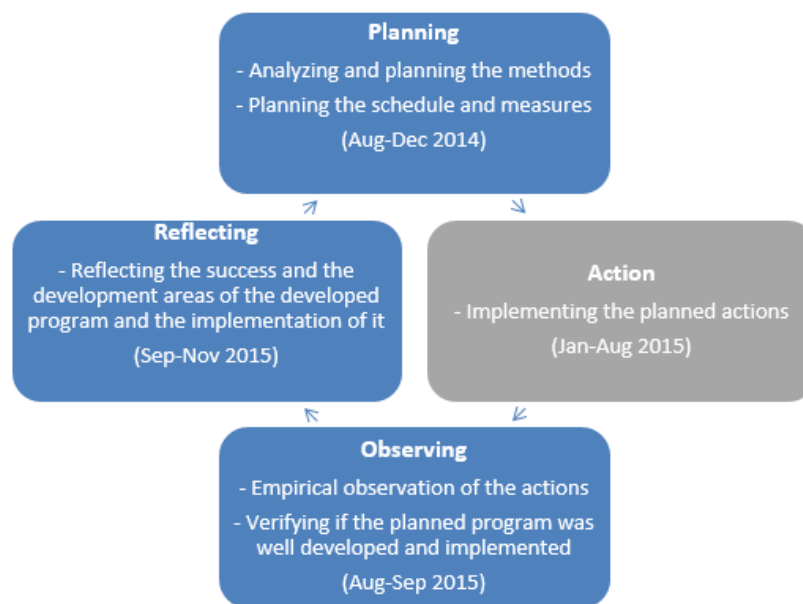 Planning
- Analyzing and planning the methods
- Planning the schedule and measures
(Aug-Dec 2014)
Reflecting
- Reflecting the success and the
development areas of the developed
program and the implementation of it
(Sep-Nov 2015)
Action
- Implementing the planned actions
(Jan-Aug 2015)
Observing
- Empirical observation of the actions
- Verifying if the planned program was
well developed and implemented
(Aug-Sep 2015)